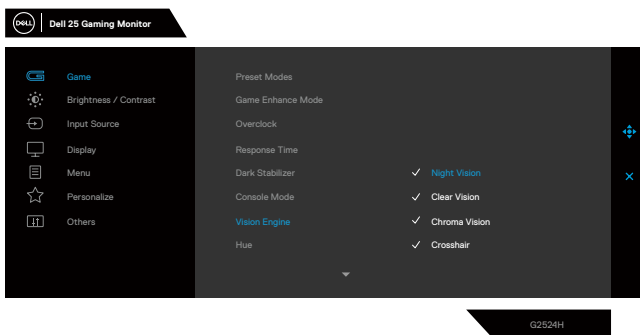 DELL
Dell 25 Gaming Monitor
Game
Brightness / Contrast
Input Source
Display
Menu
Personalize
Others
Preset Modes
Game Enhance Mode
Overclock
Response Time
Dark Stabilizer
Console Mode
Vision Engine
Hue
Night Vision
Clear Vision
Chroma Vision
Crosshair
G2524H